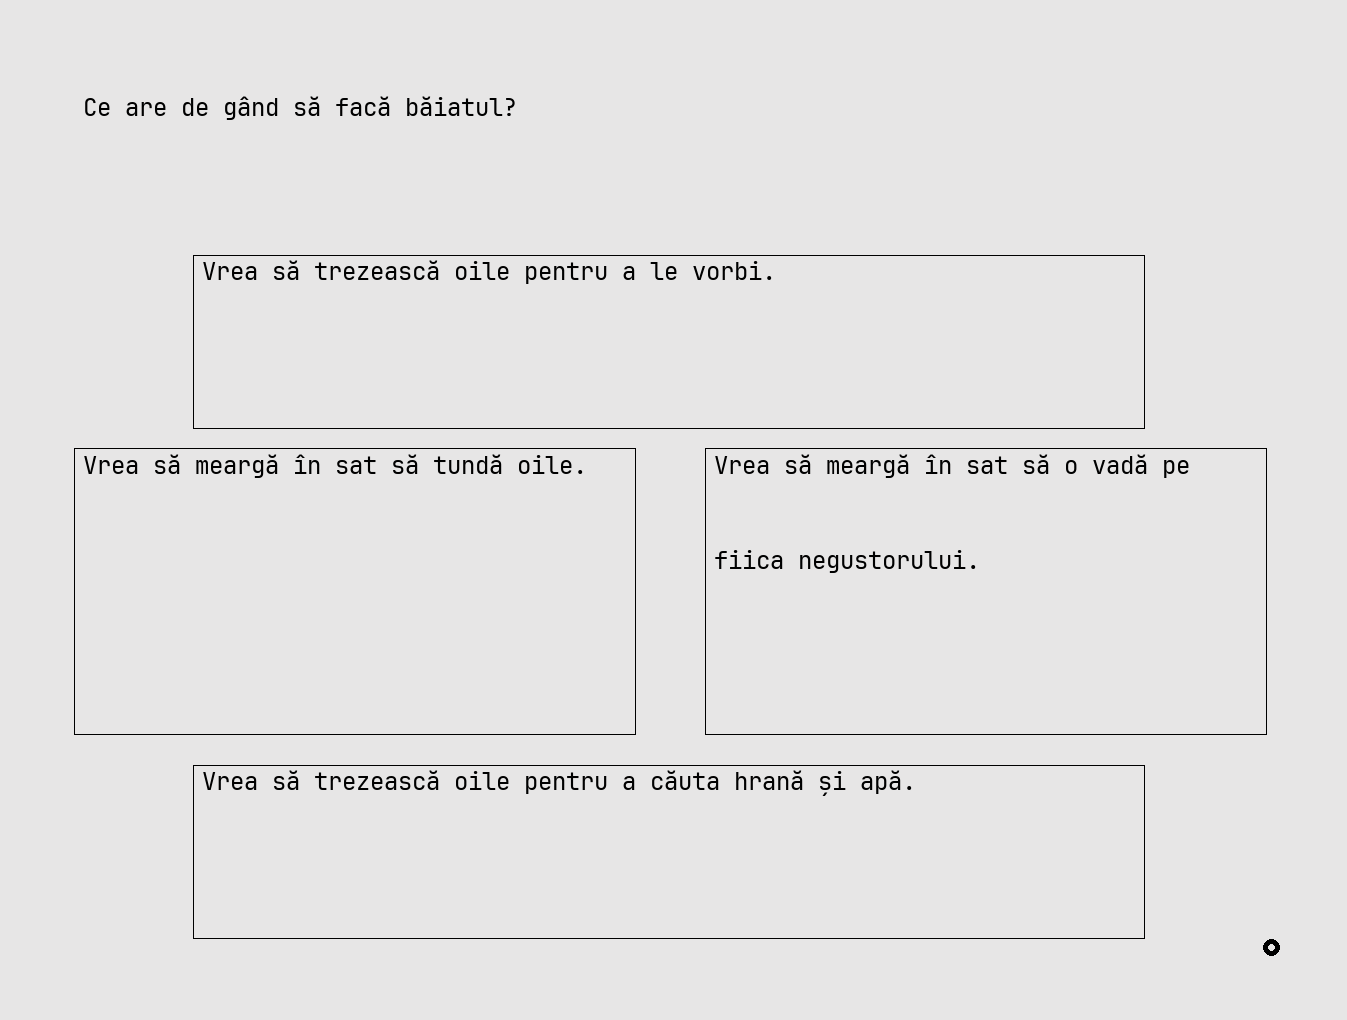 Ce are de gând să facă băiatul?
Vrea să trezească oile pentru a le vorbi.
Vrea să meargă în sat să tundă oile.
Vrea să meargă în sat să o vadă pe
fiica negustorului.
Vrea să trezească oile pentru a căuta hrană și apă.